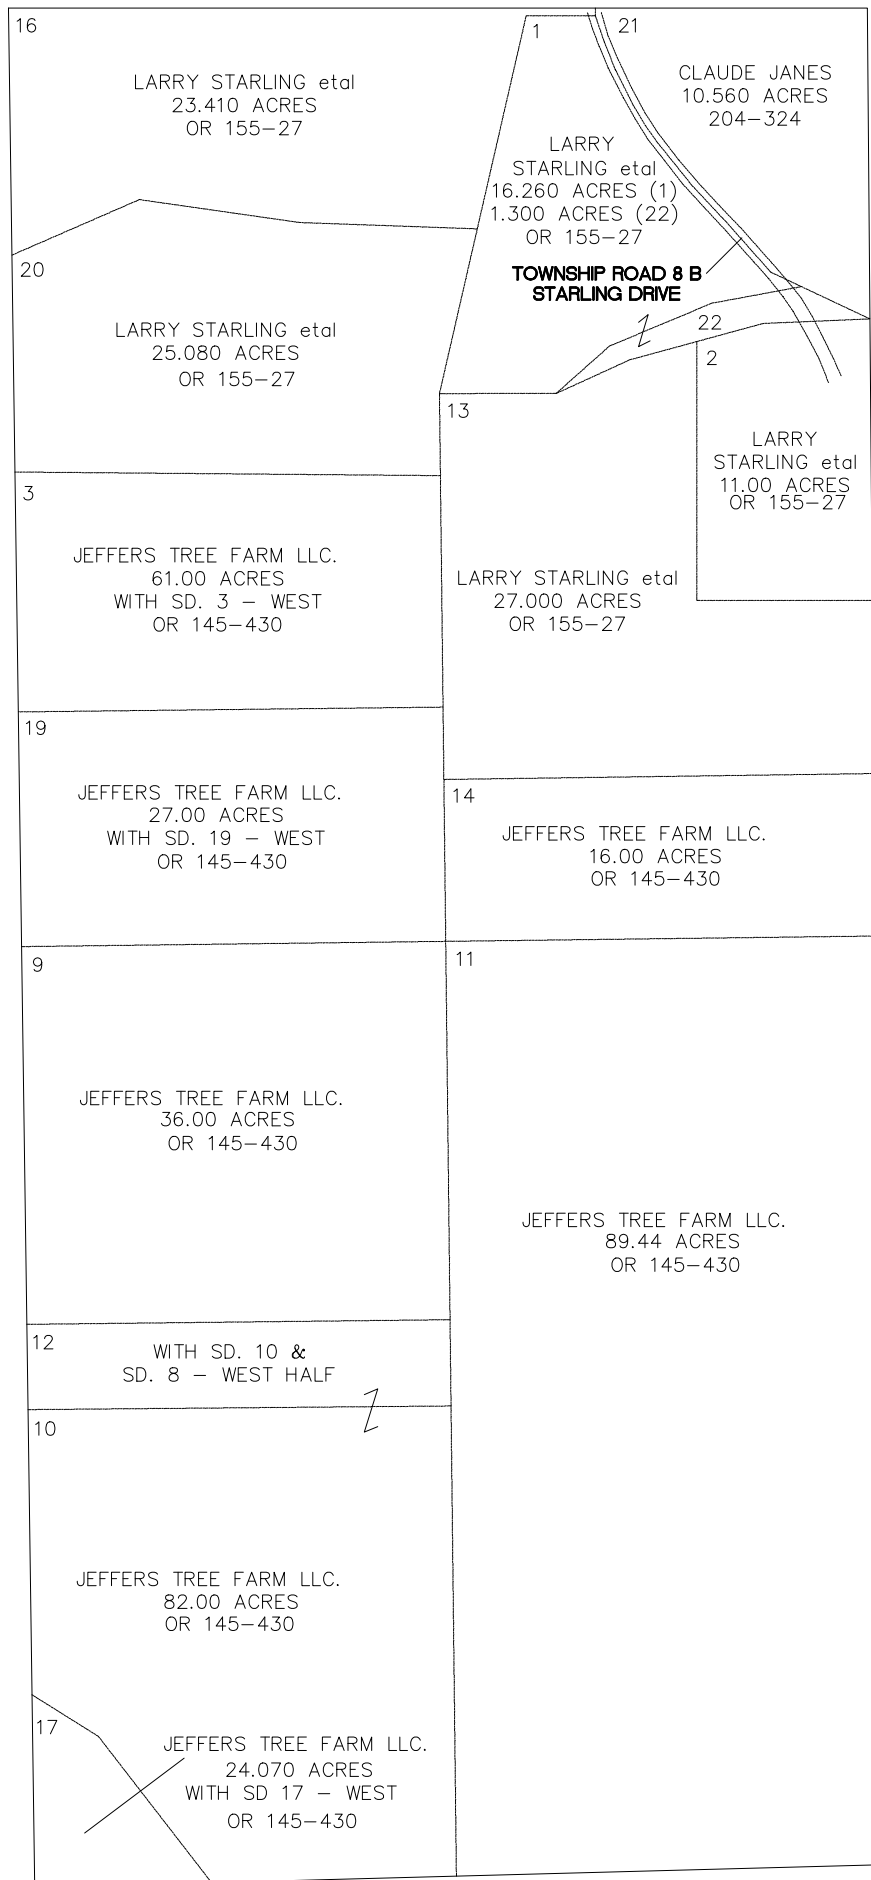 16
LARRY STARLING etal
23.410 ACRES
OR 155-27
1
21
CLAUDE JANES
10.560 ACRES
204-324
LARRY
STARLING etal
16.260 ACRES (1)
1.300 ACRES (22)
OR 155-27
TOWNSHIP ROAD 8 B
STARLING DRIVE
20
LARRY STARLING etal
25.080 ACRES
OR 155-27
22
2
LARRY
STARLING etal
11.00 ACRES
OR 155-27
13
LARRY STARLING etal
27.000 ACRES
OR 155-27
3
JEFFERS TREE FARM LLC.
61.00 ACRES
WITH SD. 3 - WEST
OR 145-430
19
JEFFERS TREE FARM LLC.
27.00 ACRES
WITH SD. 19 - WEST
OR 145-430
14
JEFFERS TREE FARM LLC.
16.00 ACRES
OR 145-430
9
JEFFERS TREE FARM LLC.
36.00 ACRES
OR 145-430
11
JEFFERS TREE FARM LLC.
89.44 ACRES
OR 145-430
12
WITH SD. 10 &
SD. 8 - WEST HALF
10
JEFFERS TREE FARM LLC.
82.00 ACRES
OR 145-430
17
JEFFERS TREE FARM LLC.
24.070 ACRES
WITH SD 17 - WEST
OR 145-430